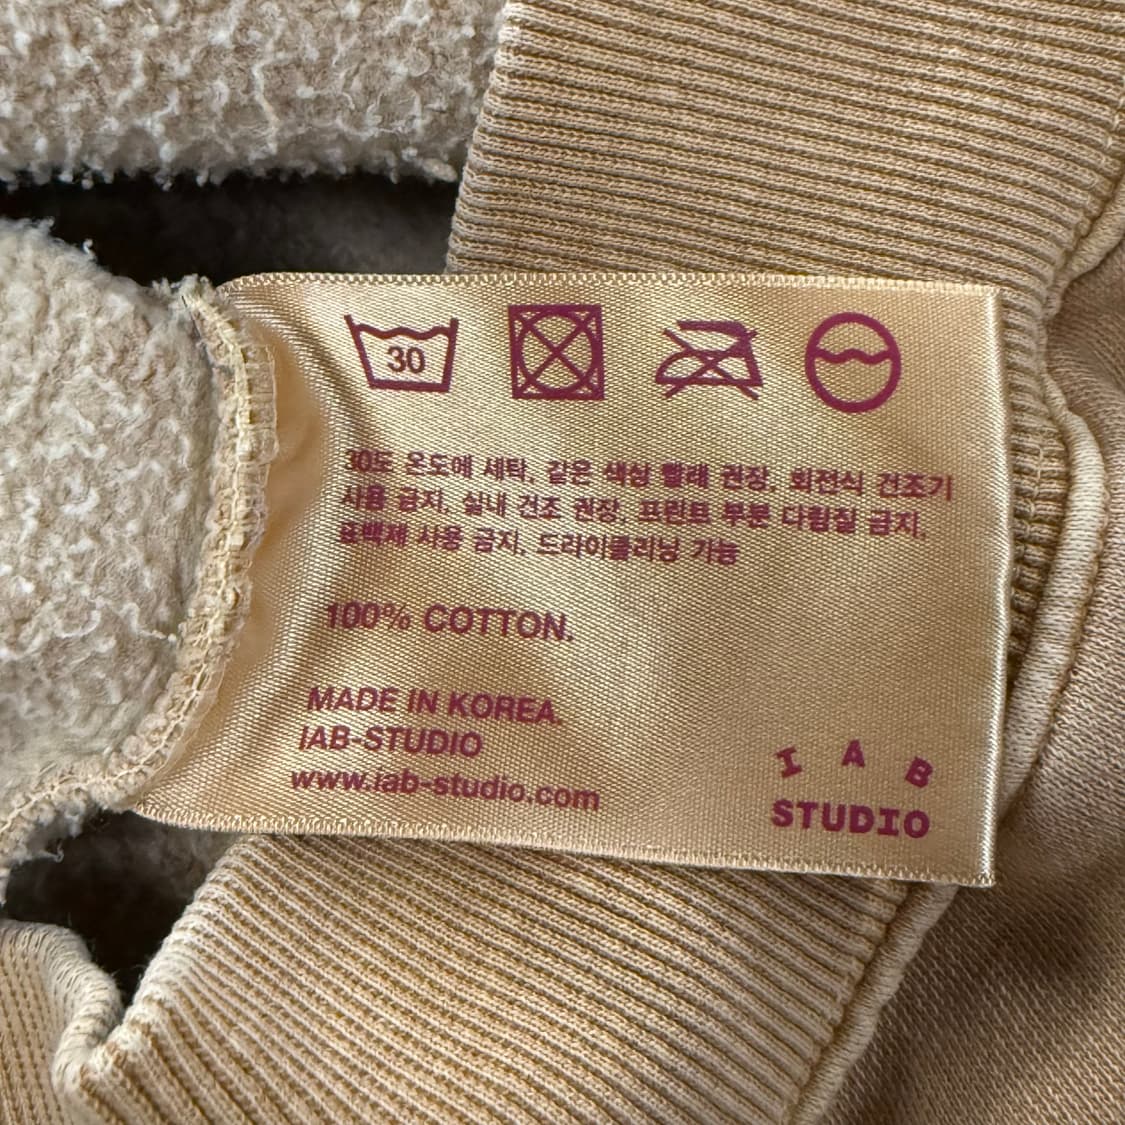 30
30도 온도에 세탁, 같은 색상 빨래 권장, 회전식 건조기
사용 금지, 실내 건조 권장, 프린트 부분 다림질 금지,
표백제 사용 금지, 드라이클리닝 가능
100% COTTON.
MADE IN KOREA.
IAB-STUDIO
www.iab-studio.com
I A B
STUDIO